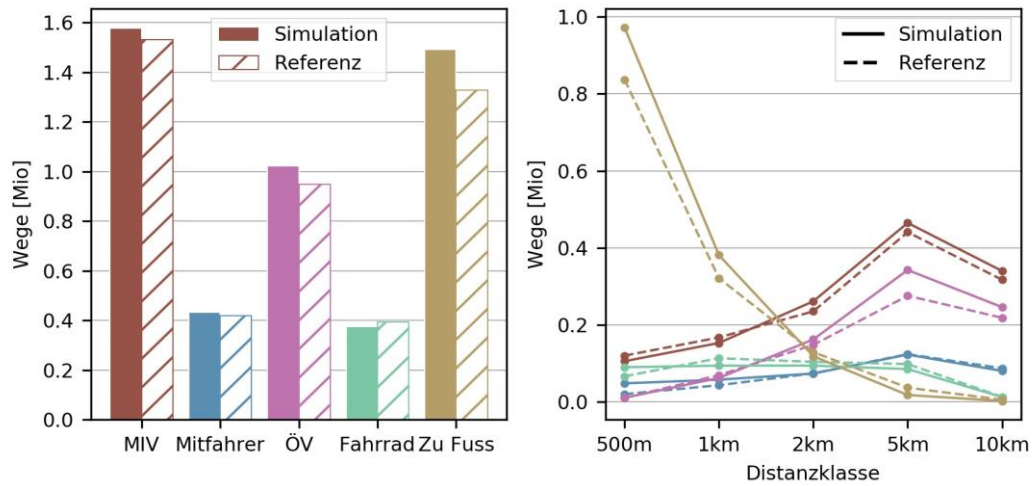 1.6
1.4
1.2
1.0
0.8
0.6
0.4
0.2
0.0
Wege [Mio]
Simulation
Referenz
MIV Mitfahrer ÖV Fahrrad Zu Fuss
1.0
0.8
0.6
0.4
0.2
0.0
Wege [Mio]
Simulation
Referenz
500m 1km 2km 5km 10km
Distanzklasse